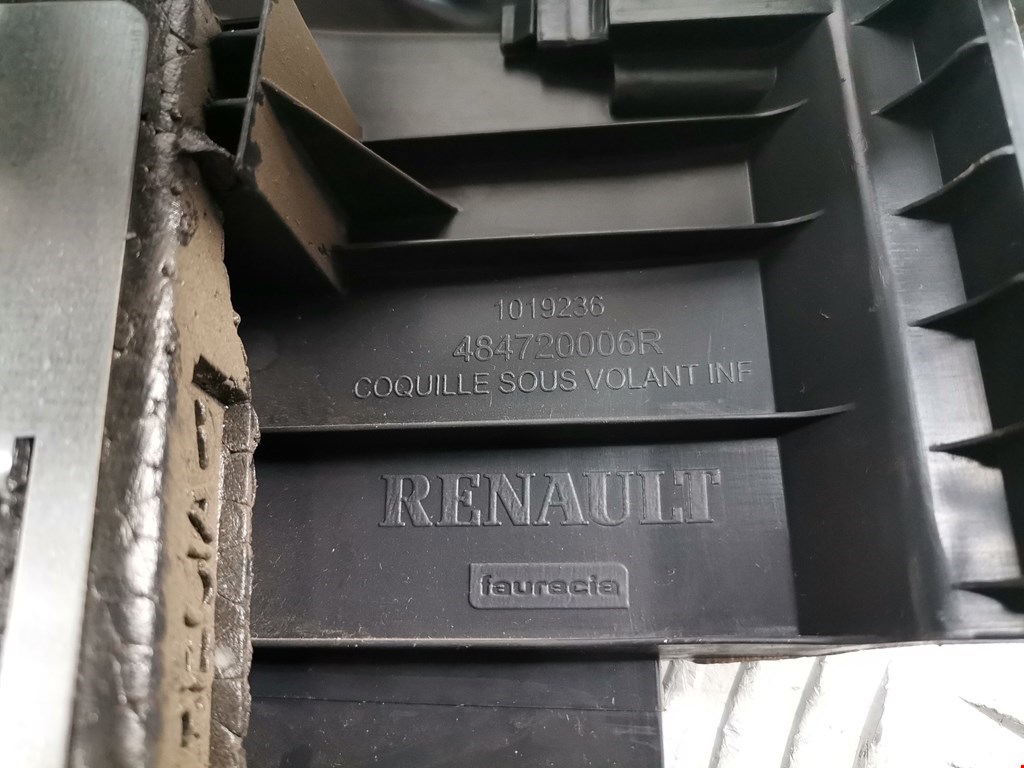 1019236
484720006R
COQUILLE SOUS VOLANT INF
RENAULT
faurecia